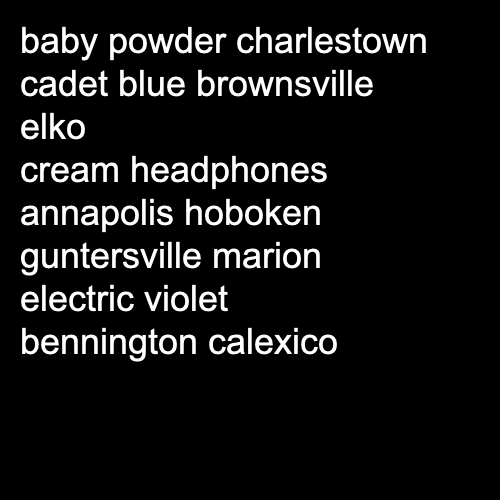 baby powder charlestown
cadet blue brownsville
elko
cream headphones
annapolis hoboken
guntersville marion
electric violet
bennington calexico